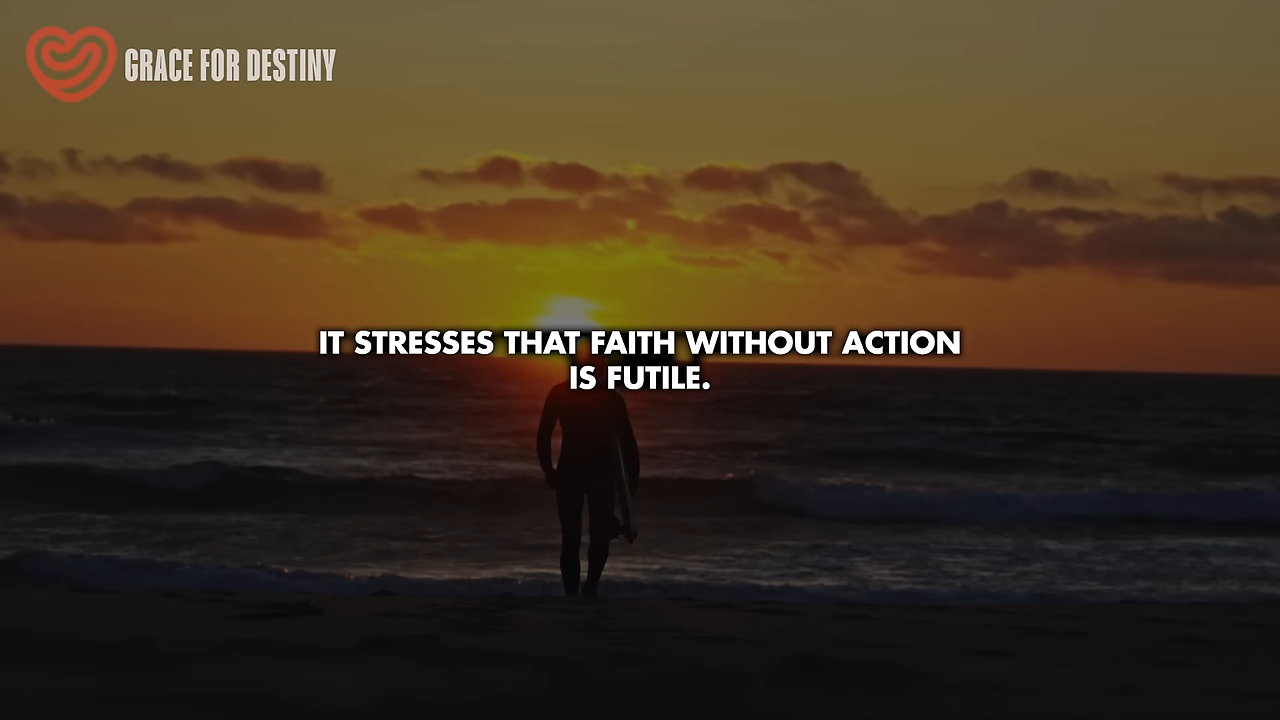 GRACE FOR DESTINY
IT STRESSES THAT FAITH WITHOUT ACTION
IS FUTILE.